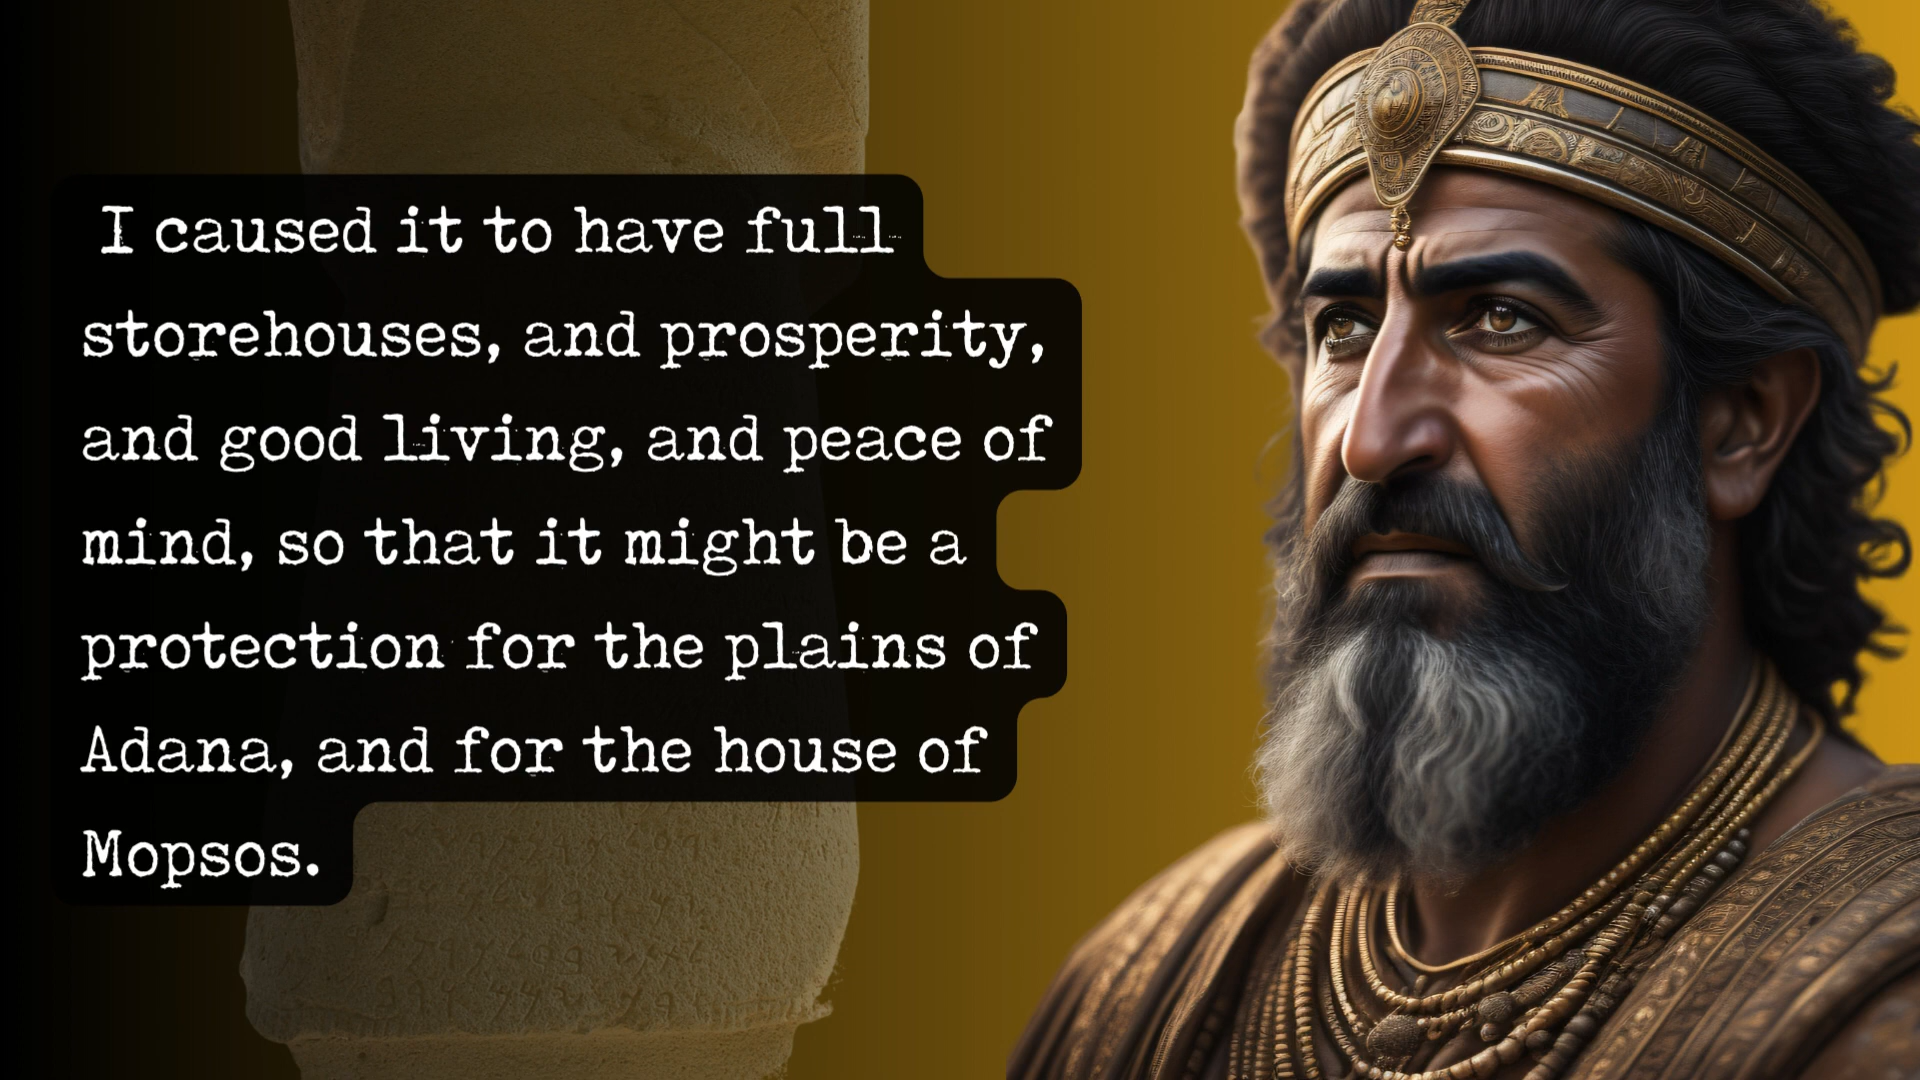 I caused it to have full
storehouses, and prosperity,
and good living, and peace of
mind, so that it might be a
protection for the plains of
Adana, and for the house of
Mopsos.